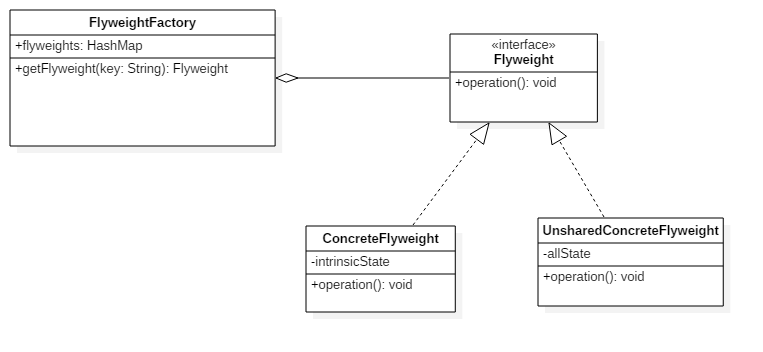 FlyweightFactory
+flyweights: HashMap
+getFlyweight(key: String): Flyweight
«interface»
Flyweight
+operation(): void
ConcreteFlyweight
-intrinsicState
+operation(): void
UnsharedConcreteFlyweight
-allState
+operation(): void